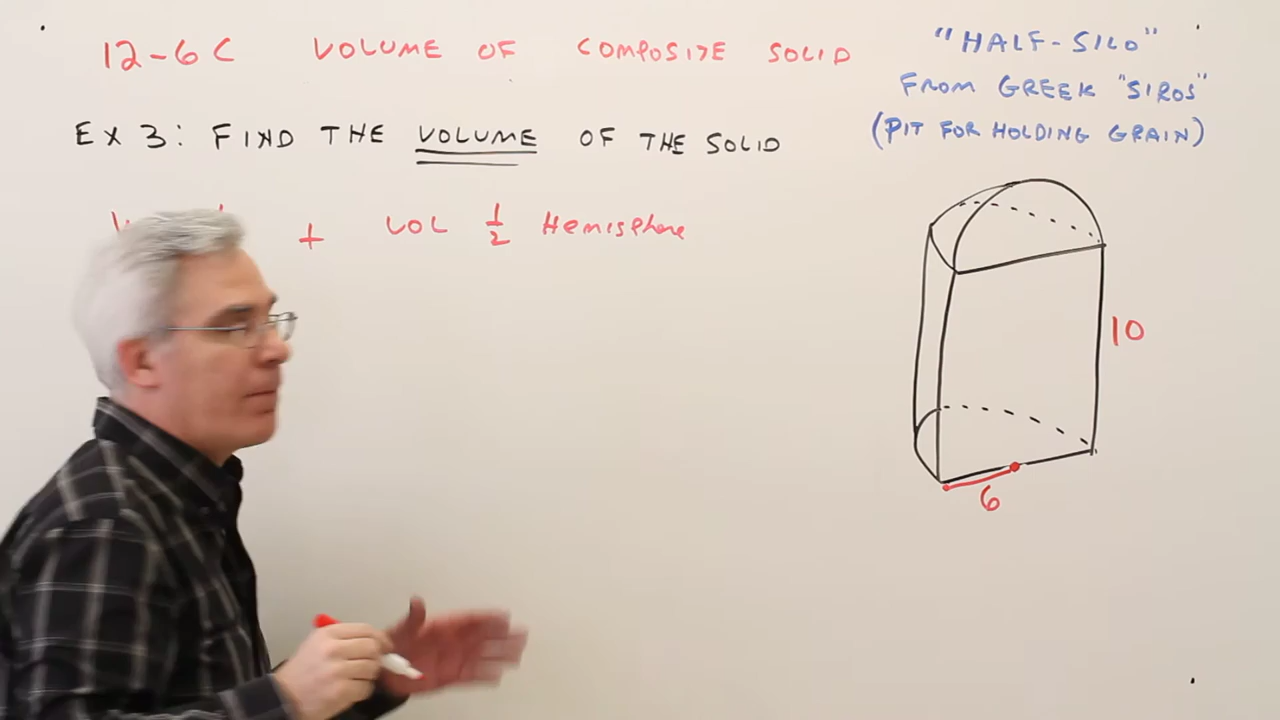 12-6C VOLUME OF COMPOSITE SOLID
"HALF-SILO"
FROM GREEK "SIROS"
(PIT FOR HOLDING GRAIN)
EX 3: FIND THE VOLUME OF THE SOLID
+ VOL 1/2 Hemisphere
10
6